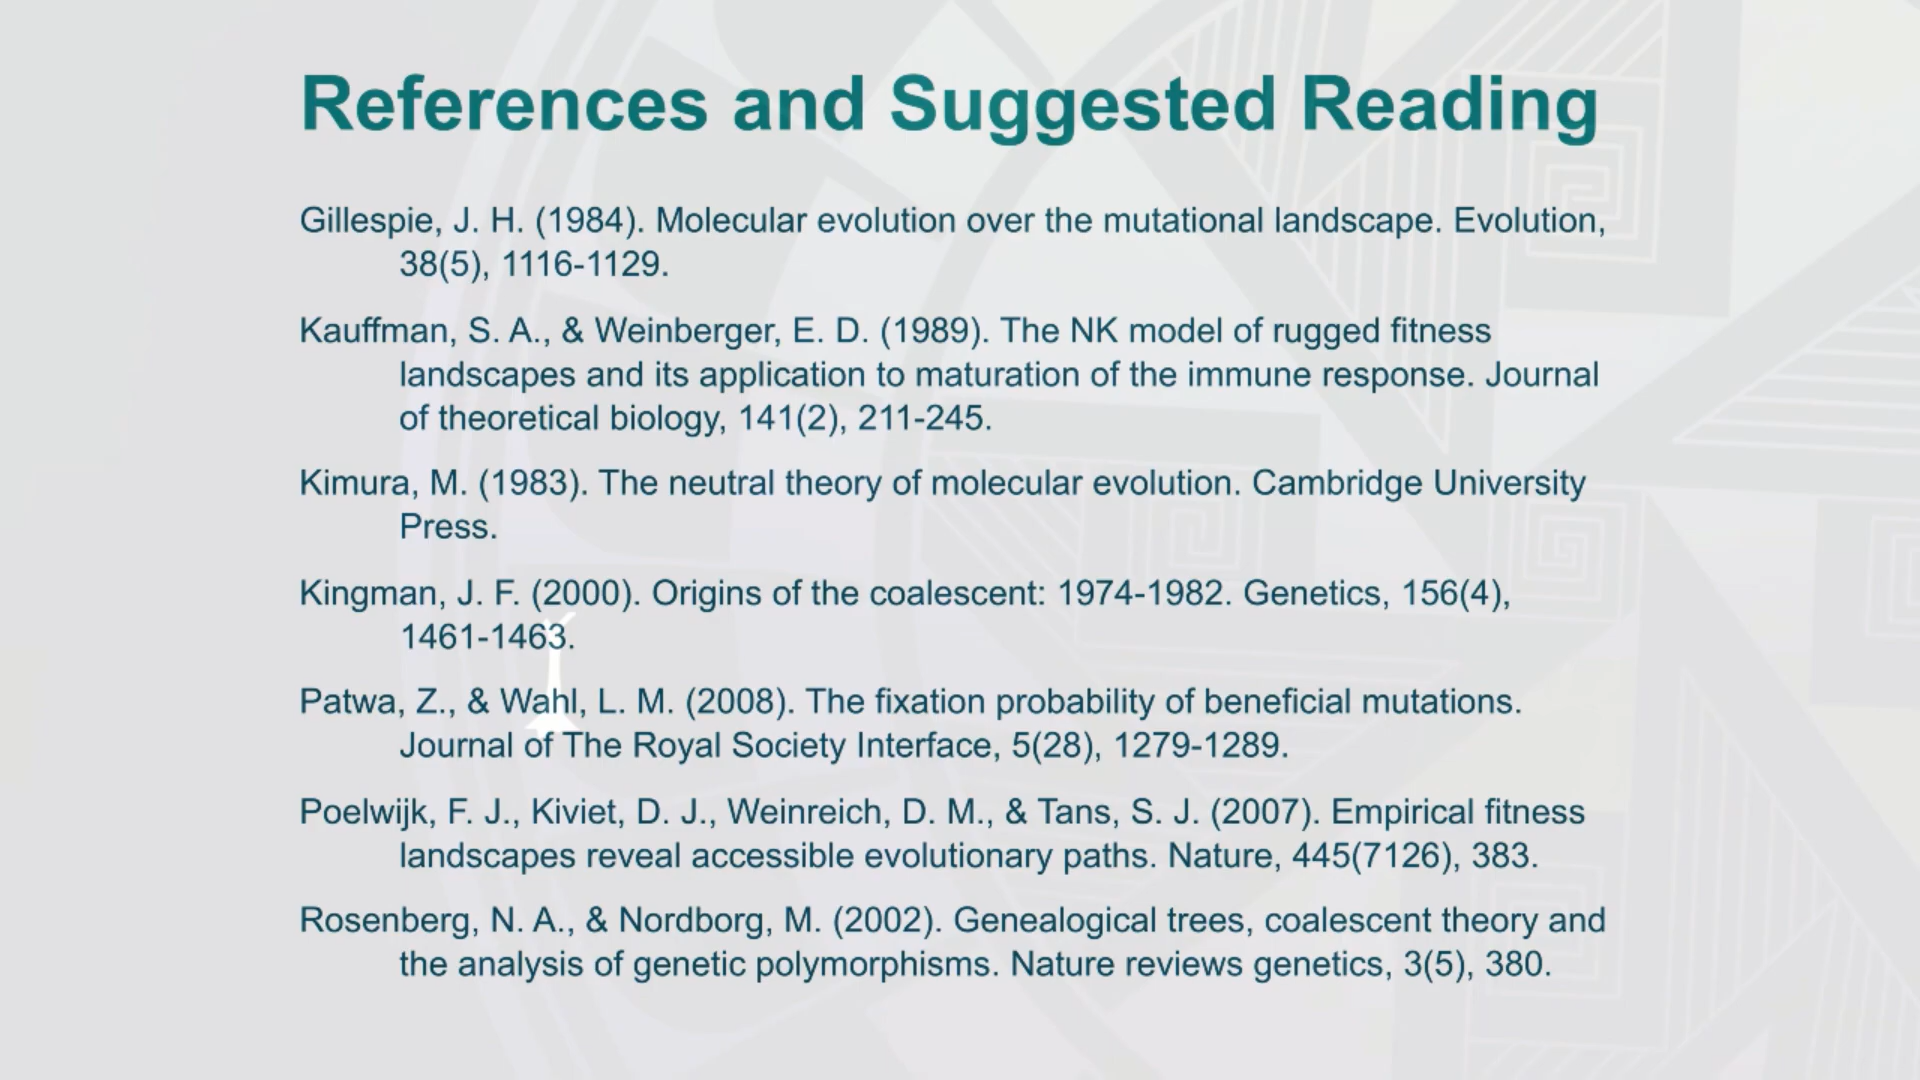 References and Suggested Reading
Gillespie, J. H. (1984). Molecular evolution over the mutational landscape. Evolution,
38(5), 1116-1129.
Kauffman, S. A., & Weinberger, E. D. (1989). The NK model of rugged fitness
landscapes and its application to maturation of the immune response. Journal
of theoretical biology, 141(2), 211-245.
Kimura, M. (1983). The neutral theory of molecular evolution. Cambridge University
Press.
Kingman, J. F. (2000). Origins of the coalescent: 1974-1982. Genetics, 156(4),
1461-1463.
Patwa, Z., & Wahl, L. M. (2008). The fixation probability of beneficial mutations.
Journal of The Royal Society Interface, 5(28), 1279-1289.
Poelwijk, F. J., Kiviet, D. J., Weinreich, D. M., & Tans, S. J. (2007). Empirical fitness
landscapes reveal accessible evolutionary paths. Nature, 445(7126), 383.
Rosenberg, N. A., & Nordborg, M. (2002). Genealogical trees, coalescent theory and
the analysis of genetic polymorphisms. Nature reviews genetics, 3(5), 380.